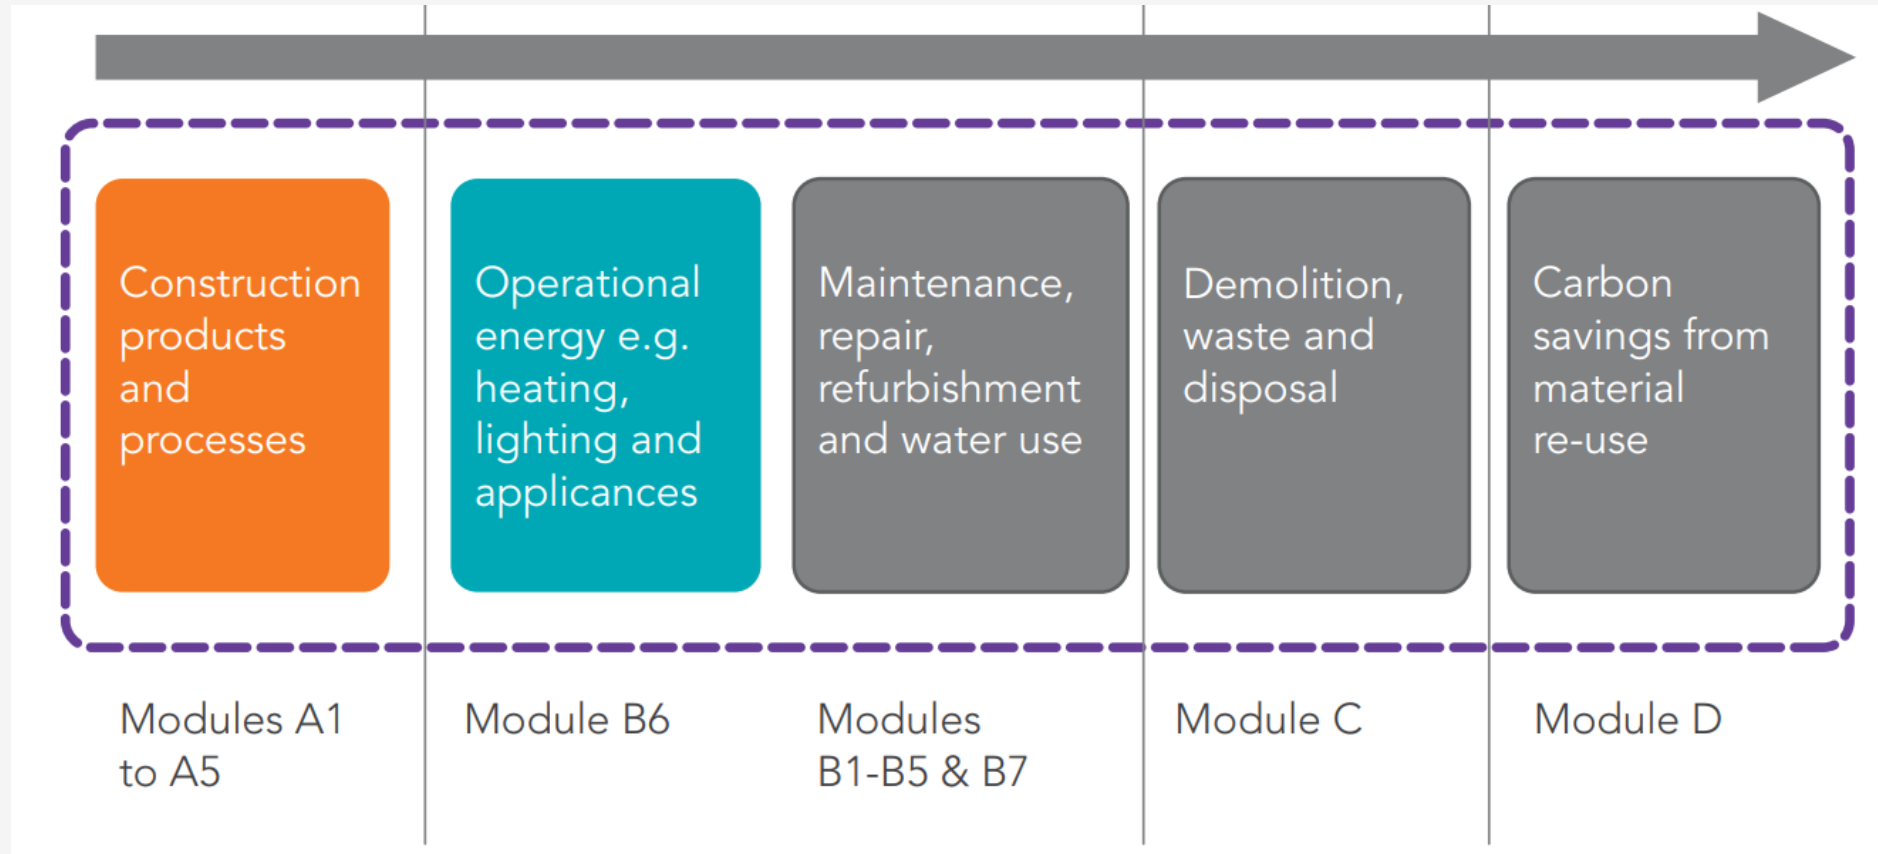 Construction
products
and
processes
Operational
energy e.g.
heating,
lighting and
applicances
Maintenance,
repair,
refurbishment
and water use
Demolition,
waste and
disposal
Carbon
savings from
material
re-use
Modules A1
to A5
Module B6
Modules
B1-B5 & B7
Module C
Module D